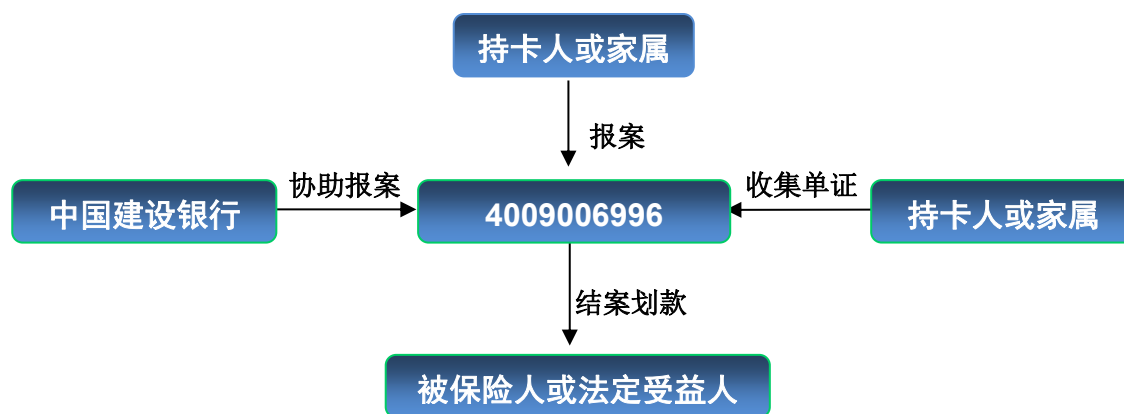 持卡人或家属
报案
协助报案
收集单证
中国建设银行
4009006996
持卡人或家属
结案划款
被保险人或法定受益人